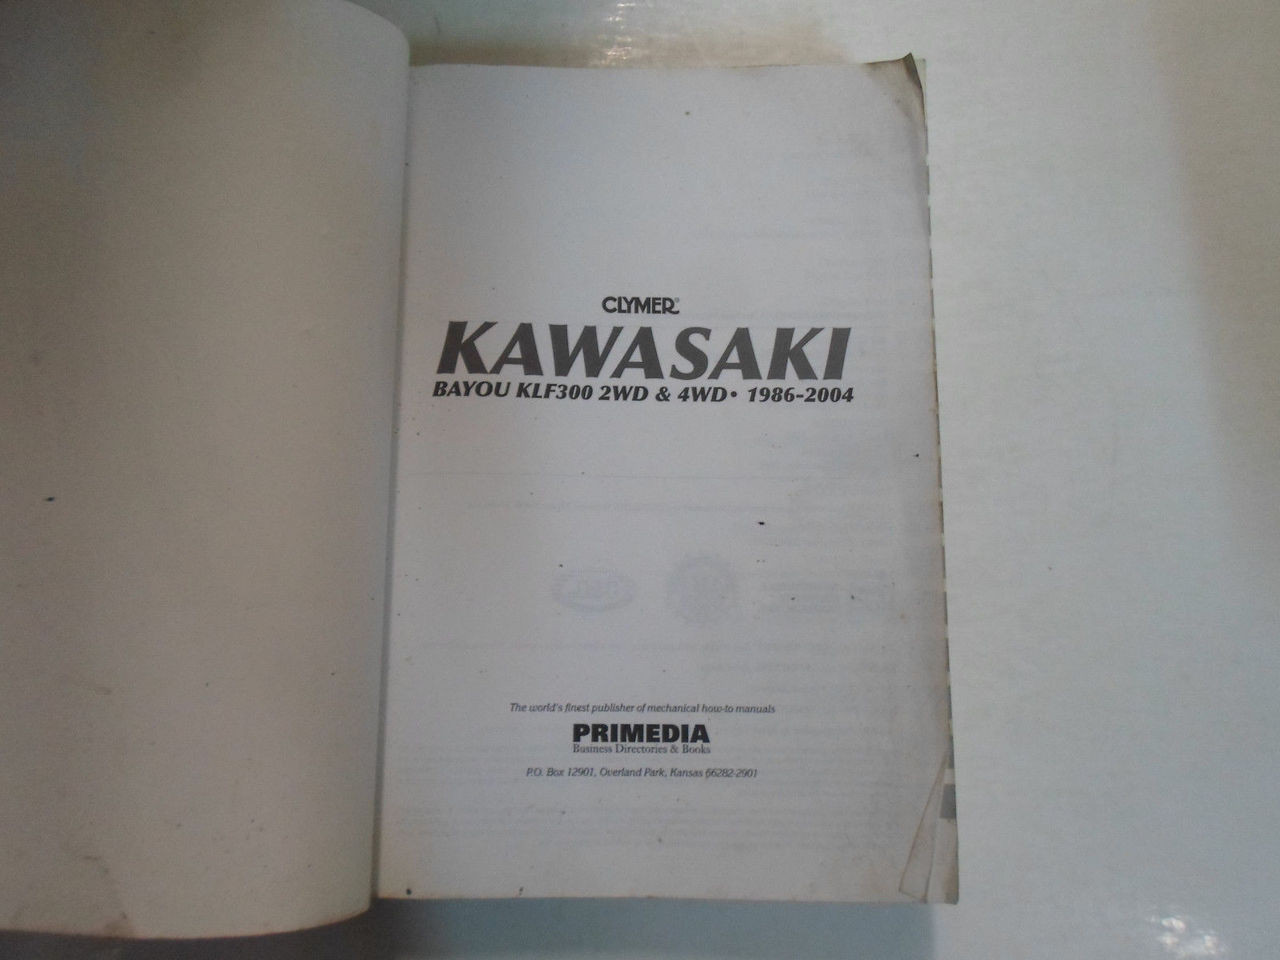 CLYMER®
KAWASAKI
BAYOU KLF300 2WD & 4WD • 1986-2004
The world's finest publisher of mechanical how-to manuals
PRIMEDIA
Business Directories & Books
P.O. Box 12901, Overland Park, Kansas 66282-2901